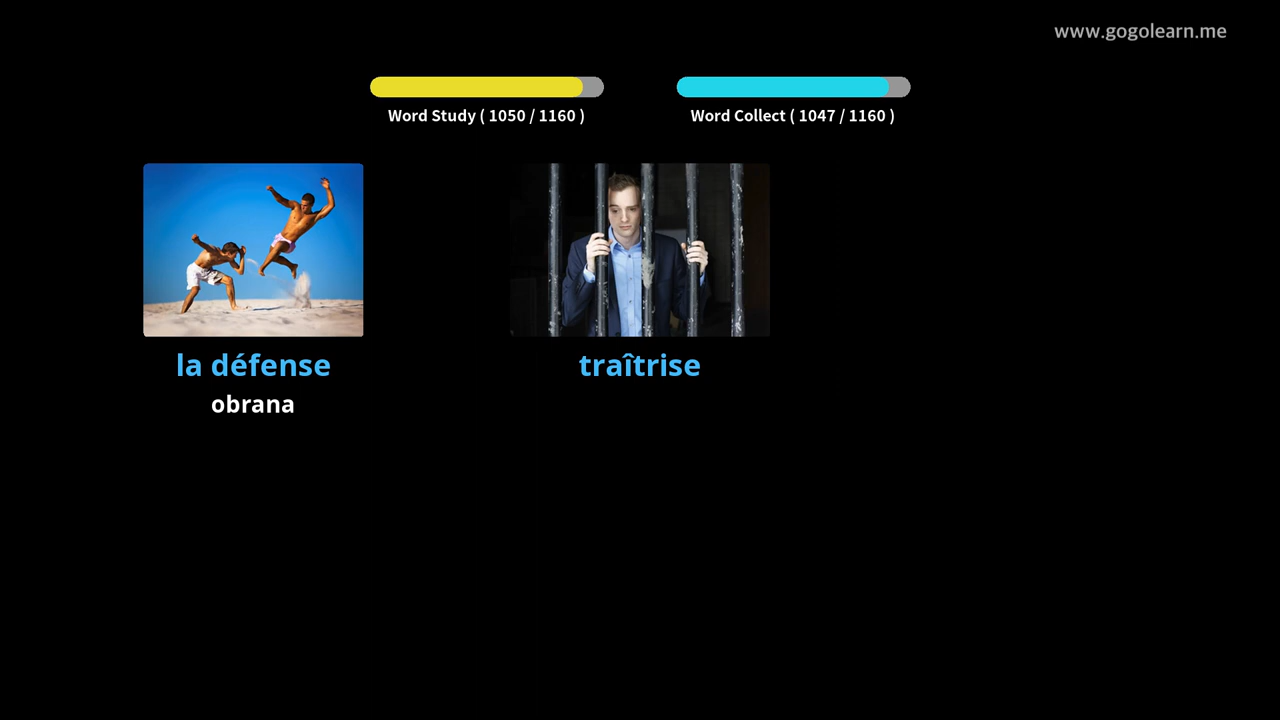 www.gogolearn.me
Word Study ( 1050 / 1160 )
Word Collect ( 1047 / 1160 )
la défense
traîtrise
obrana